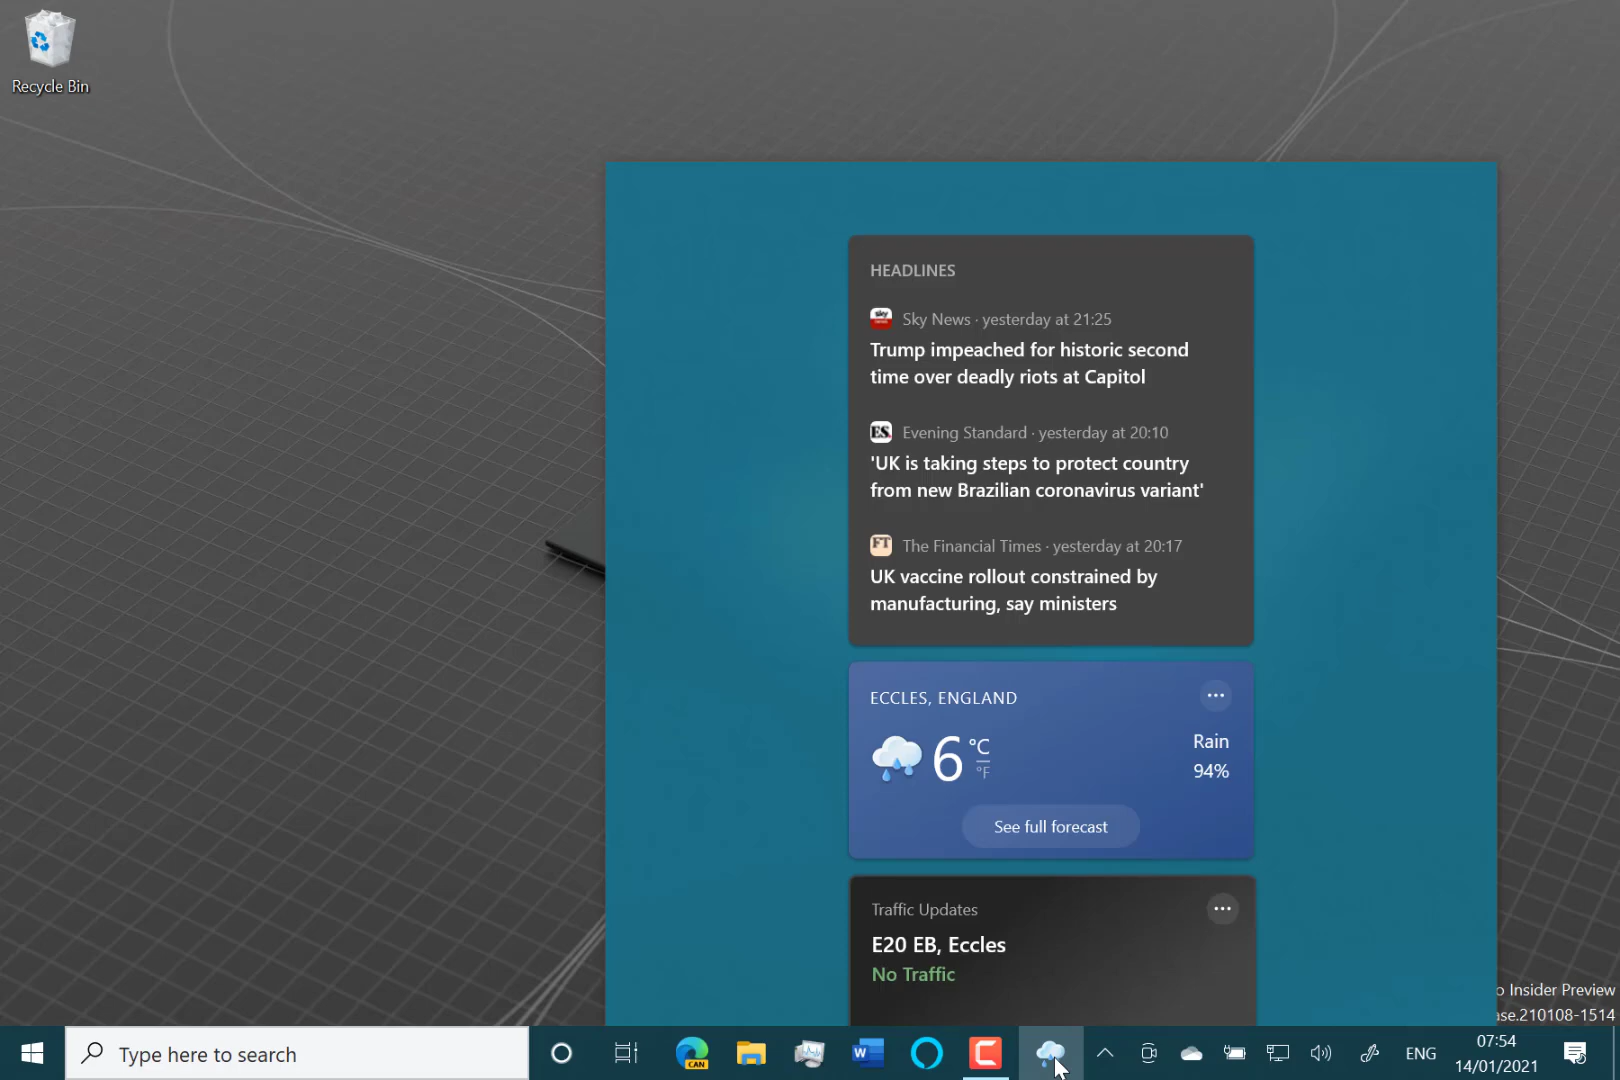 Recycle Bin
HEADLINES
Sky News · yesterday at 21:25
Trump impeached for historic second
time over deadly riots at Capitol
ES
Evening Standard · yesterday at 20:10
'UK is taking steps to protect country
from new Brazilian coronavirus variant'
FT
The Financial Times · yesterday at 20:17
UK vaccine rollout constrained by
manufacturing, say ministers
ECCLES, ENGLAND
6 °C
°F
Rain
94%
See full forecast
Traffic Updates
E20 EB, Eccles
No Traffic
o Insider Preview
ase.210108-1514
Type here to search
CAN
W
ENG
07:54
14/01/2021